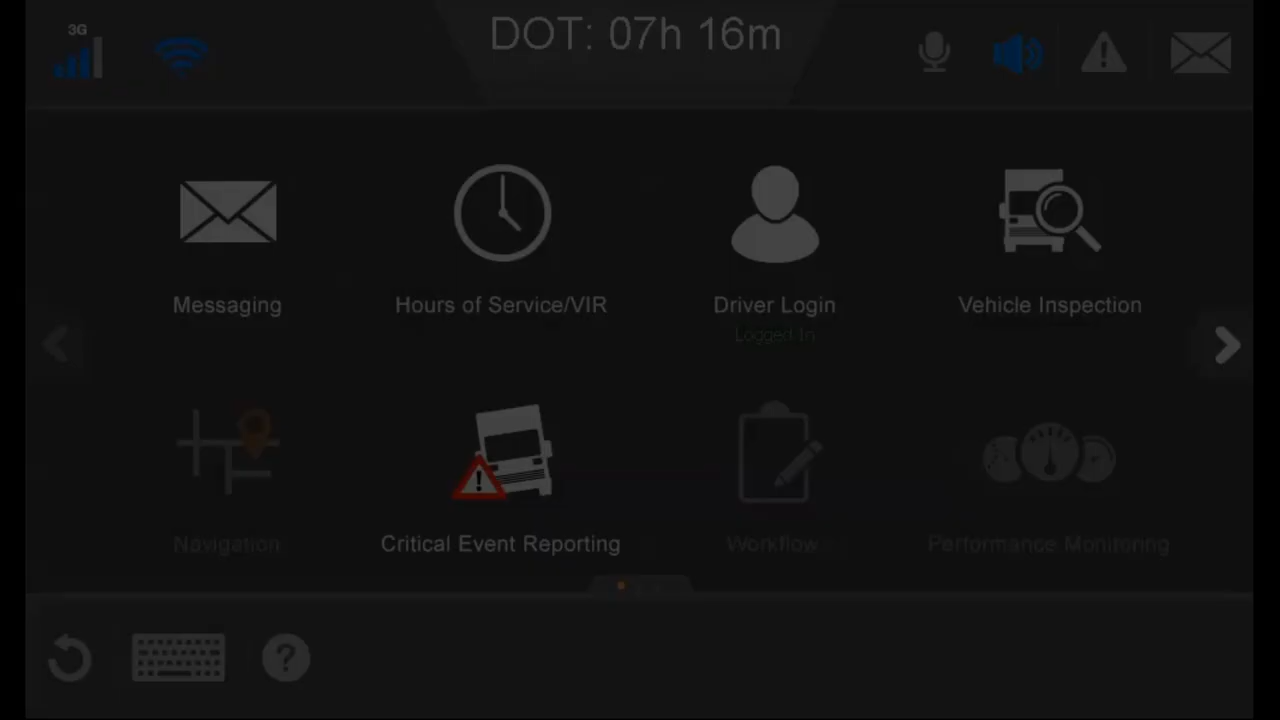 3G
DOT: 07h 16m
Messaging
Hours of Service/VIR
Driver Login
Logged In
Vehicle Inspection
Navigation
Critical Event Reporting
Workflow
Performance Monitoring